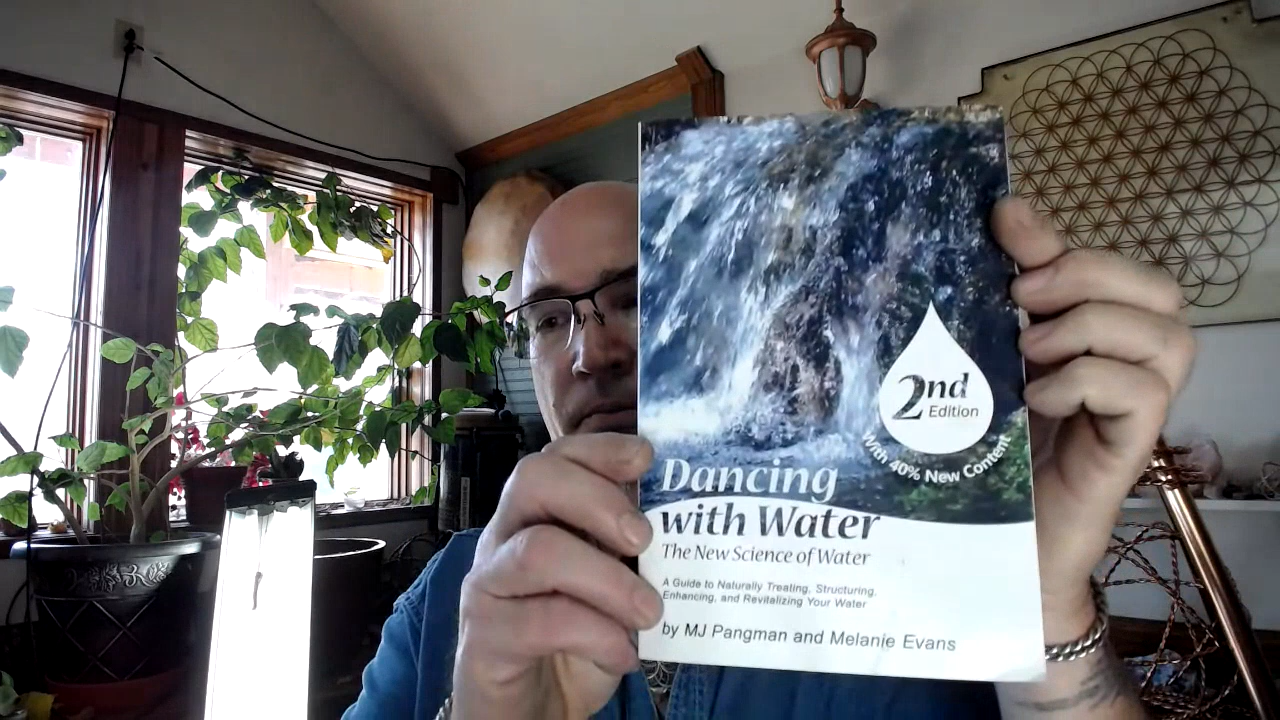 2nd
Edition
With 40% New Content
Dancing
with Water
The New Science of Water
A Guide to Naturally Treating, Structuring,
Enhancing, and Revitalizing Your Water
by MJ Pangman and Melanie Evans